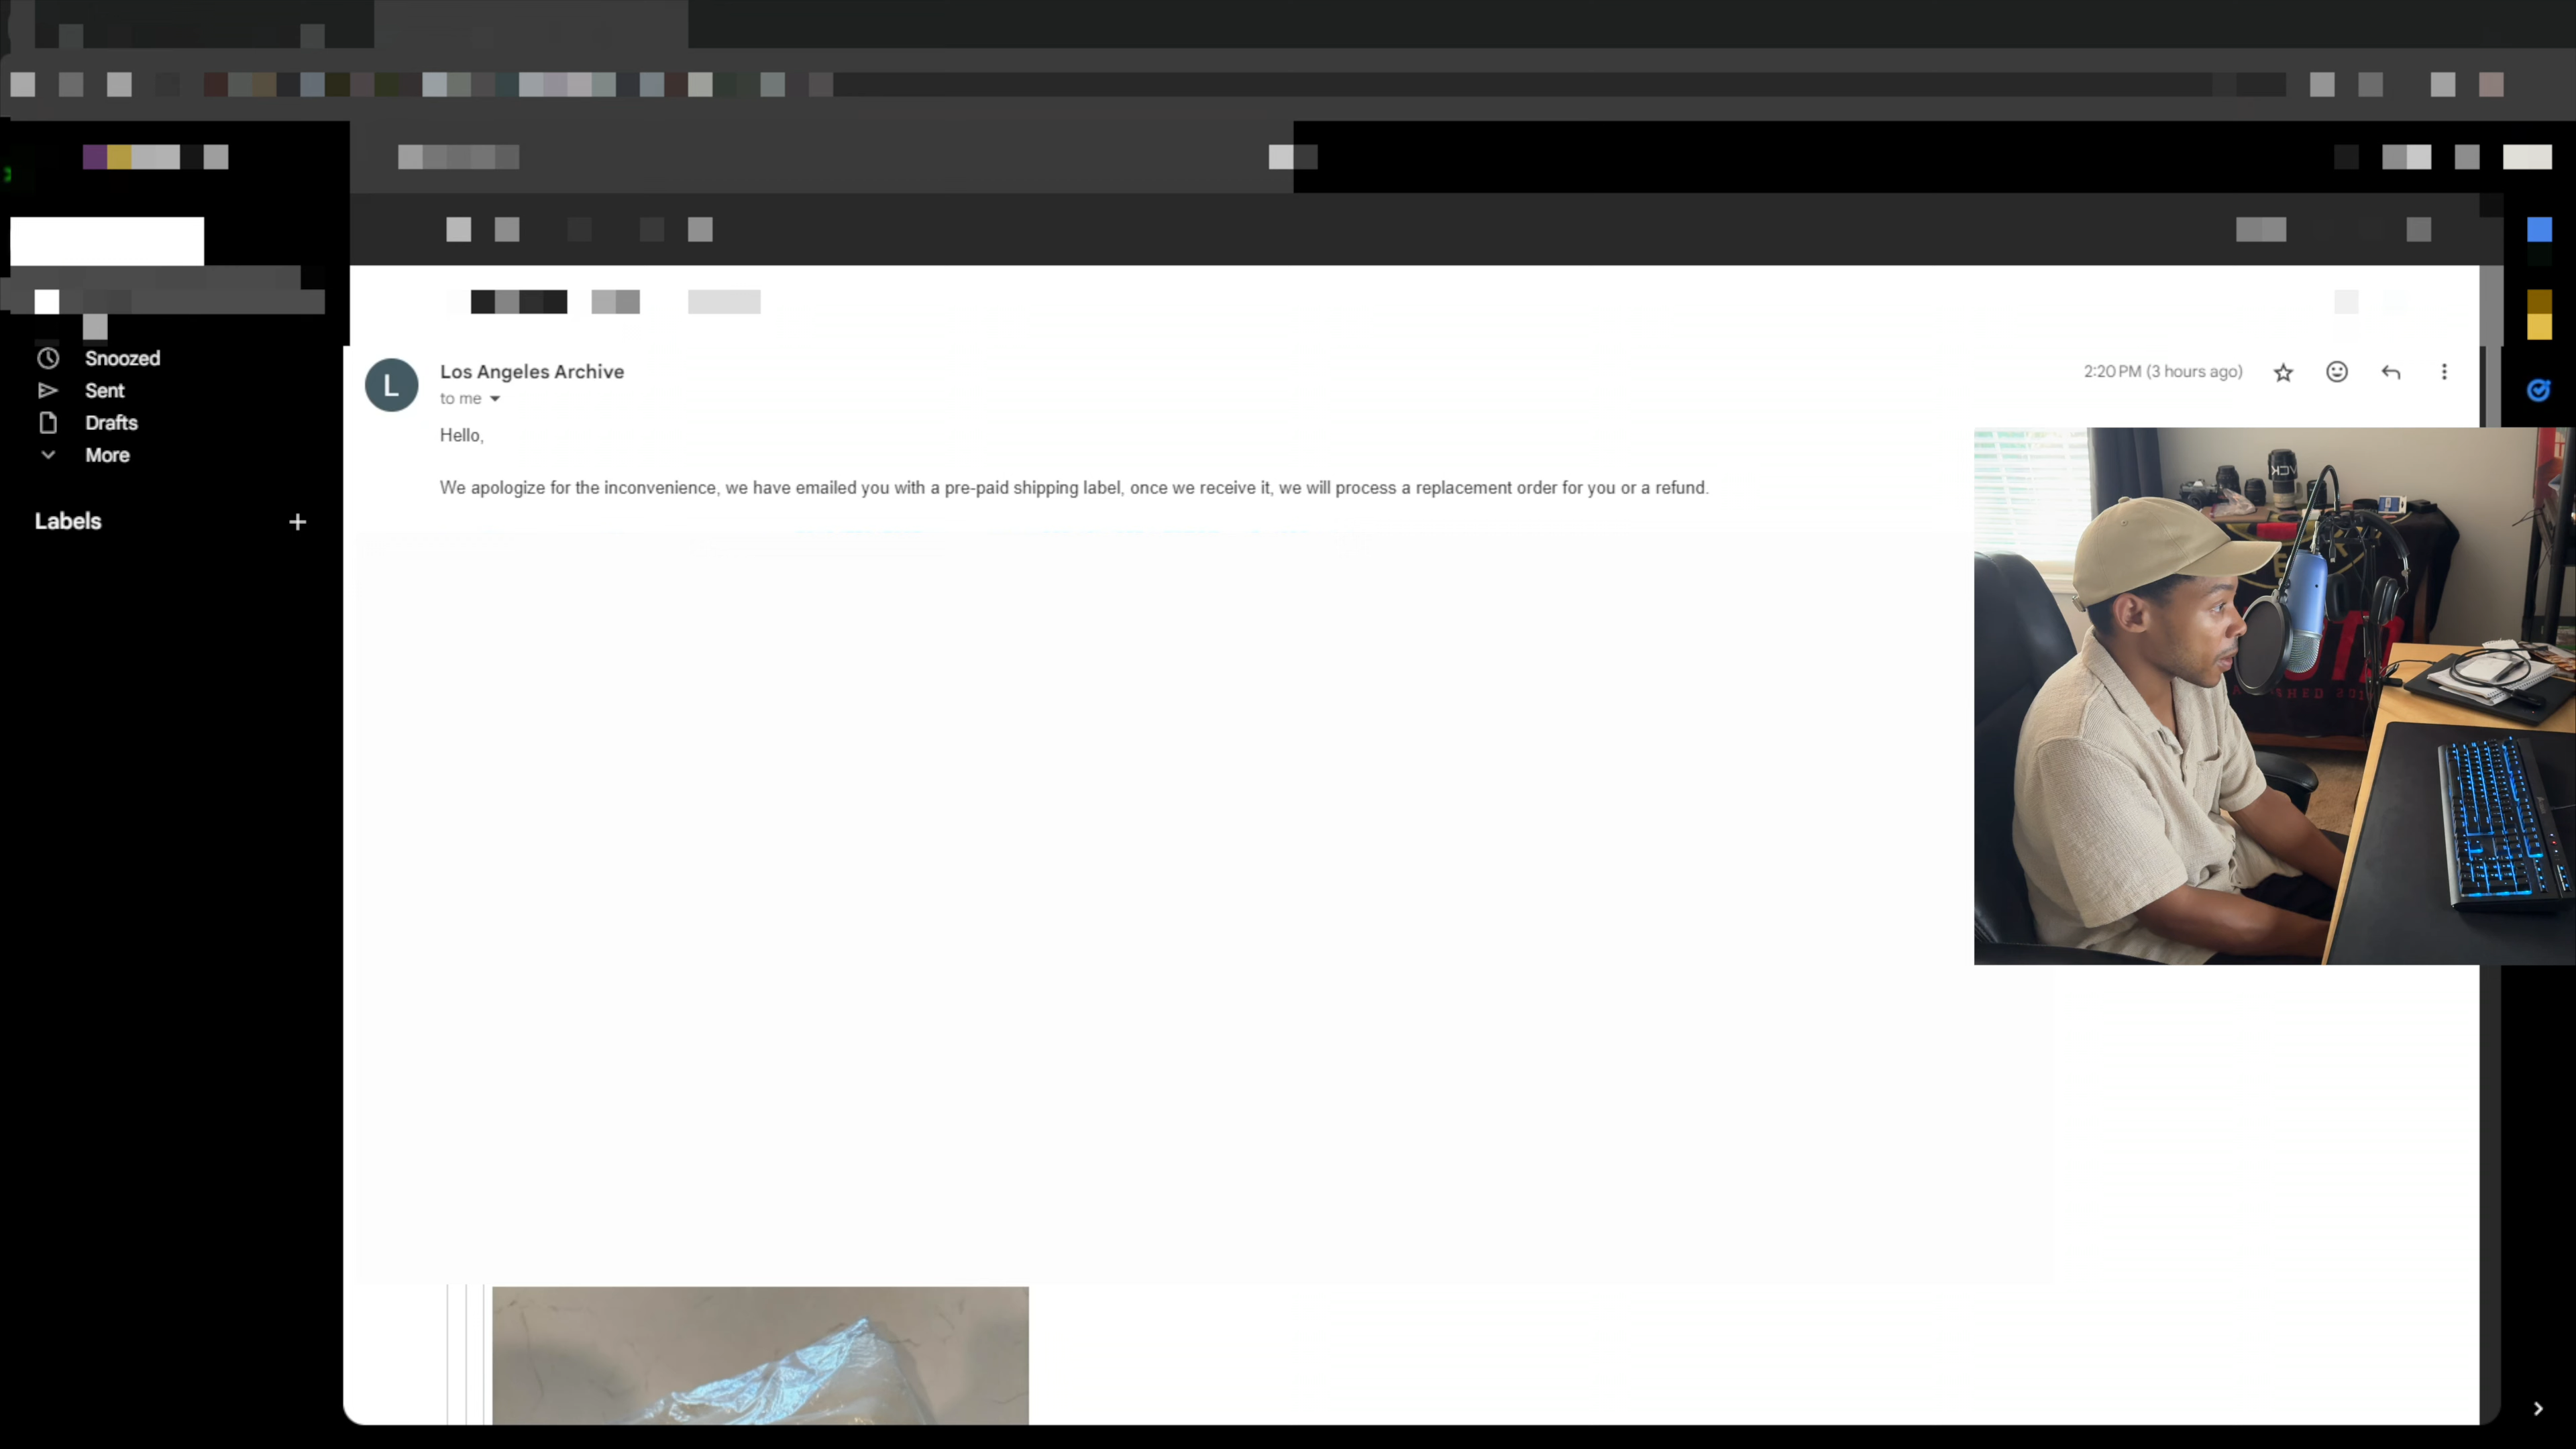 Snoozed
Sent
Drafts
More
Labels
L
Los Angeles Archive
2:20 PM (3 hours ago)
to me
Hello,
We apologize for the inconvenience, we have emailed you with a pre-paid shipping label, once we receive it, we will process a replacement order for you or a refund.